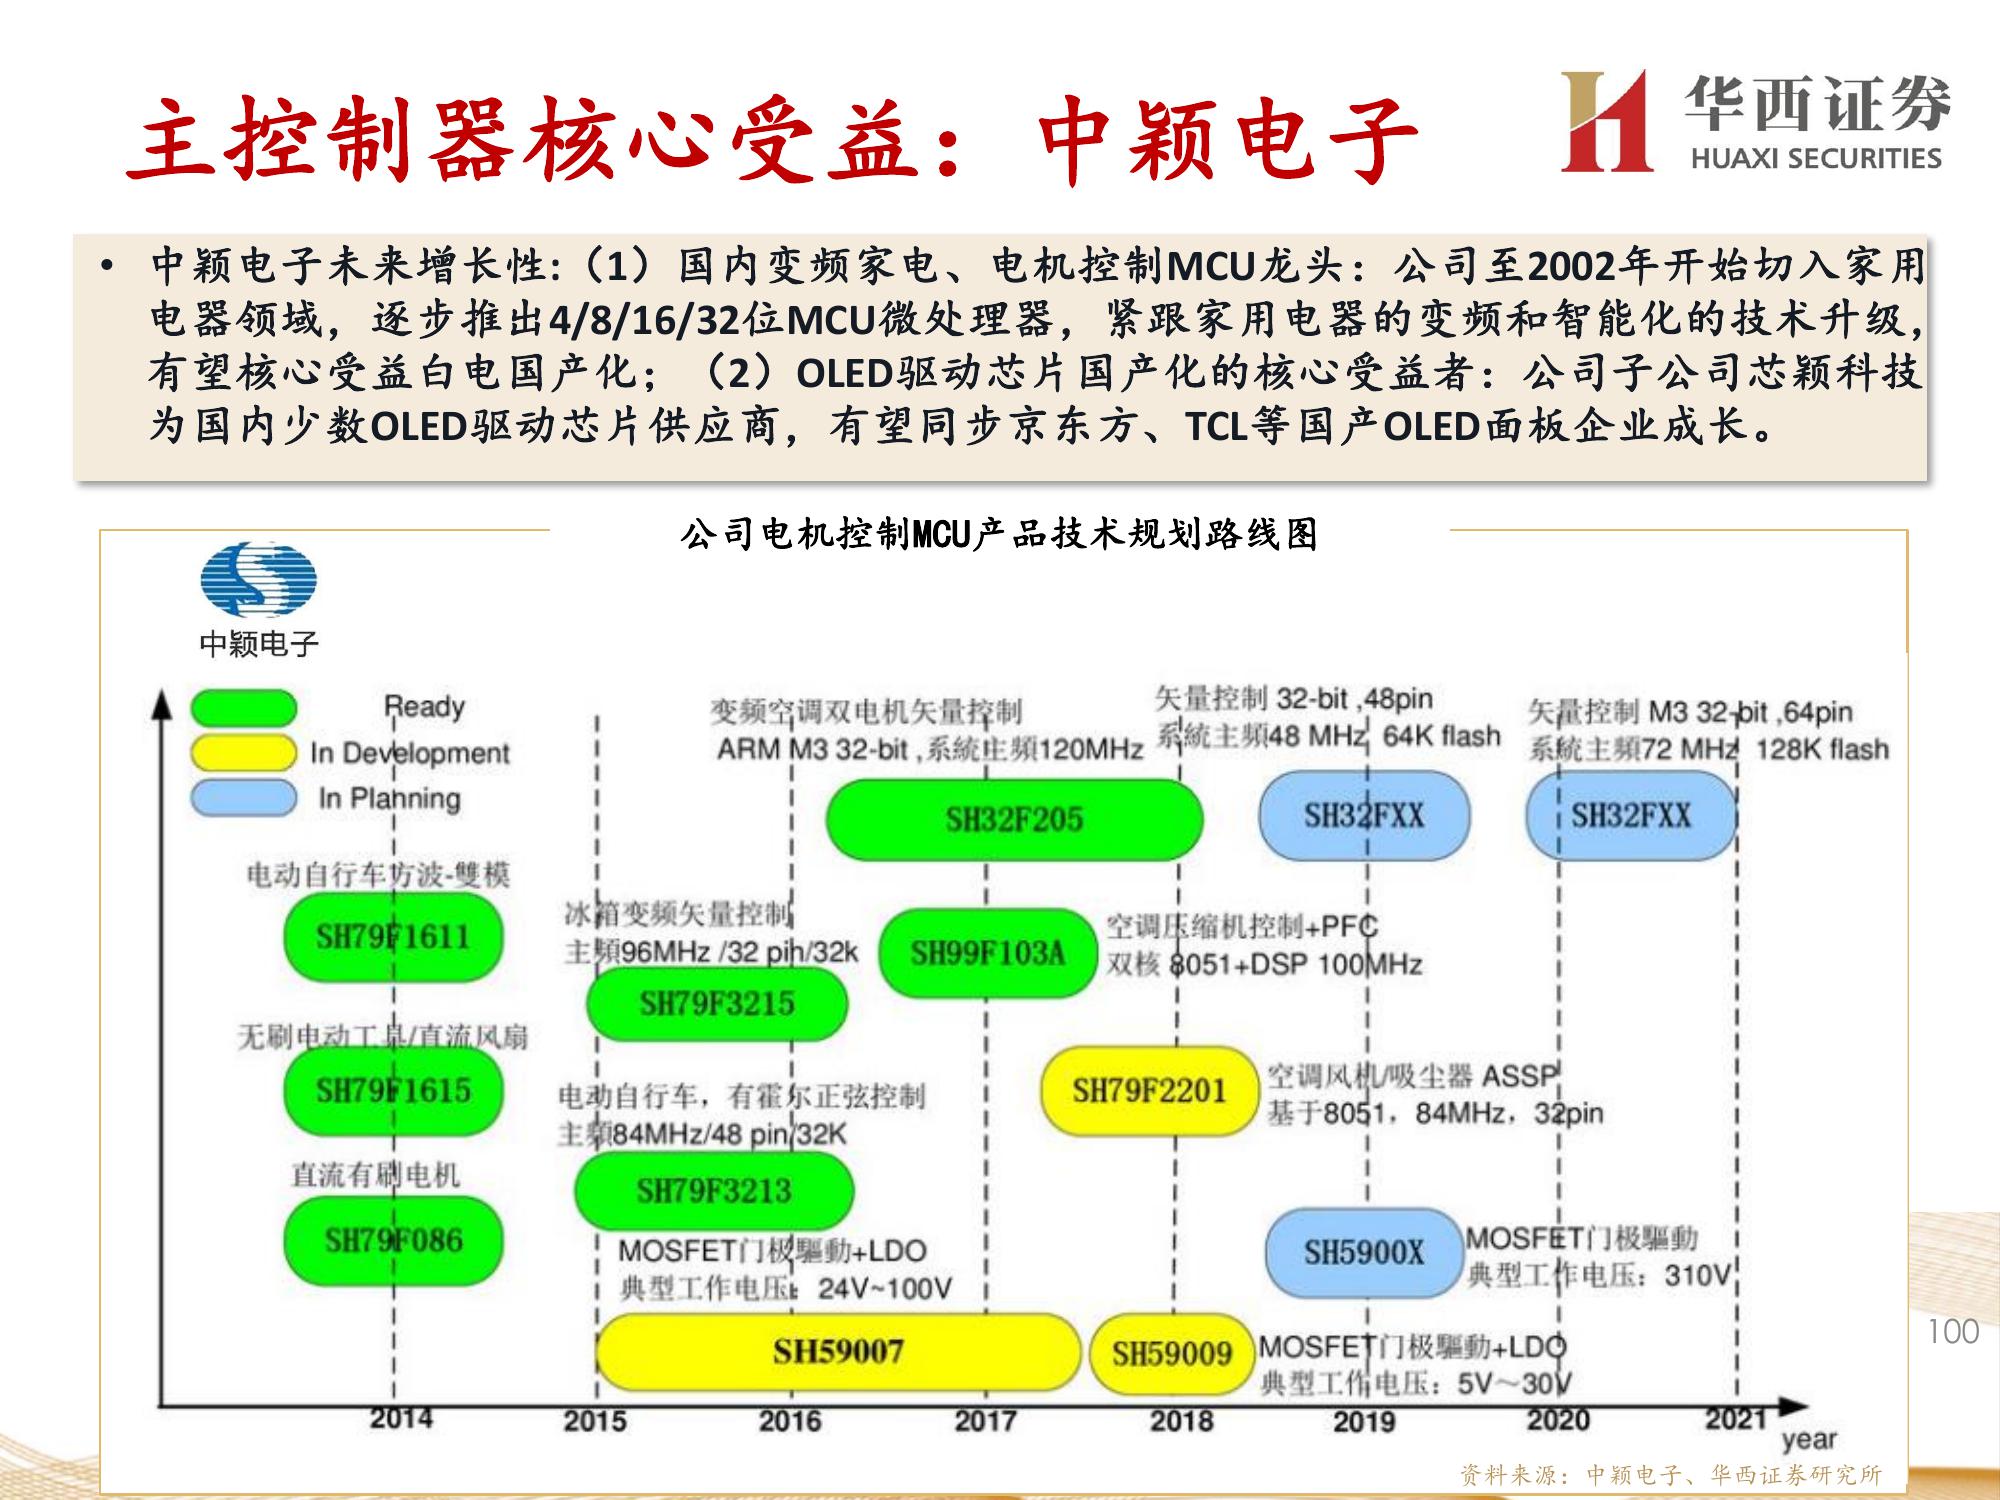 主控制器核心受益：中颖电子
华西证券
HUAXI SECURITIES
• 中颖电子未来增长性:（1）国内变频家电、电机控制MCU龙头：公司至2002年开始切入家用
电器领域，逐步推出4/8/16/32位MCU微处理器，紧跟家用电器的变频和智能化的技术升级，
有望核心受益白电国产化；（2）OLED驱动芯片国产化的核心受益者：公司子公司芯颖科技
为国内少数OLED驱动芯片供应商，有望同步京东方、TCL等国产OLED面板企业成长。
公司电机控制MCU产品技术规划路线图
中颖电子
Ready
In Development
In Planning
变频空调双电机矢量控制
ARM M3 32-bit ,系統主頻120MHz
SH32F205
矢量控制 32-bit ,48pin
系統主頻48 MHz 64K flash
SH32FXX
矢量控制 M3 32-bit ,64pin
系統主頻72 MHz 128K flash
SH32FXX
电动自行车方波-雙模
SH79F1611
冰箱变频矢量控制
主頻96MHz /32 pin/32k
SH79F3215
SH99F103A
空调压缩机控制+PFC
双核 8051+DSP 100MHz
无刷电动工具/直流风扇
SH79F1615
电动自行车，有霍尔正弦控制
主頻84MHz/48 pin/32K
SH79F3213
SH79F2201
空调风机/吸尘器 ASSP
基于8051，84MHz，32pin
直流有刷电机
SH79F086
MOSFET门极驅動+LDO
典型工作电压：24V~100V
SH59007
SH59009
MOSFET门极驅動+LDO
典型工作电压：5V～30V
SH5900X
MOSFET门极驅動
典型工作电压：310V
2014 2015 2016 2017 2018 2019 2020 2021
year
资料来源：中颖电子、华西证券研究所
100